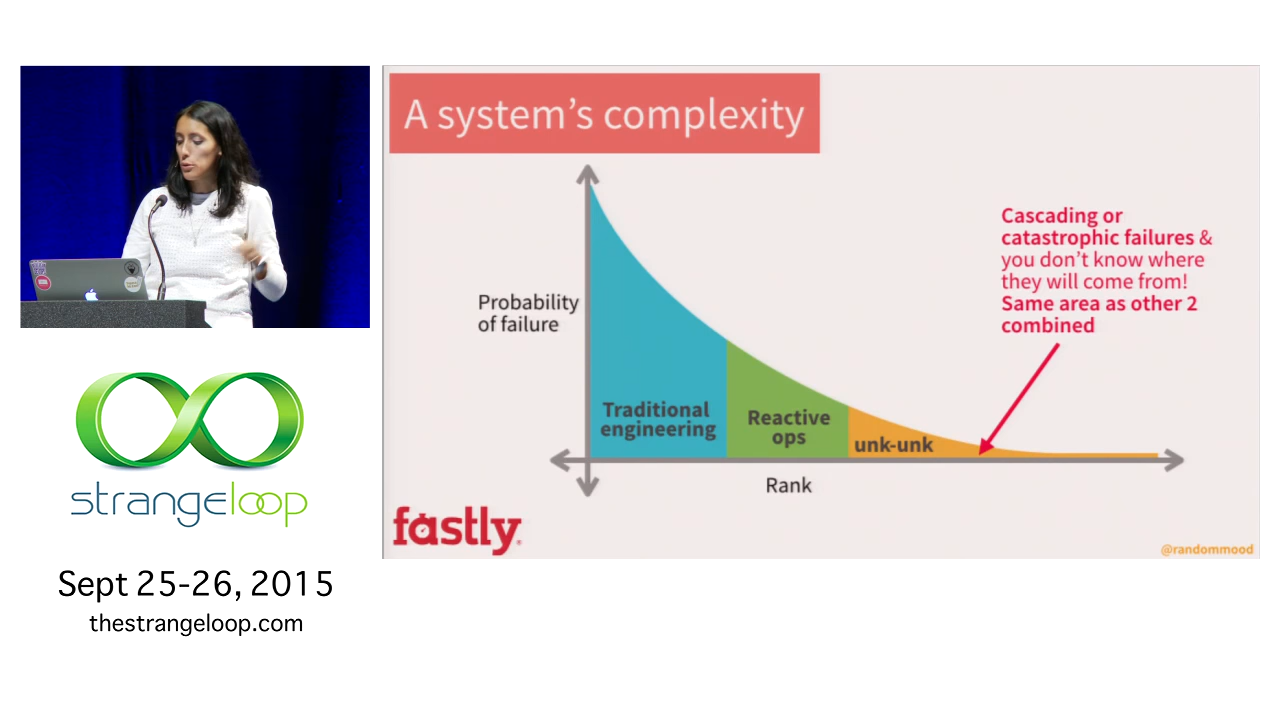 A system's complexity
Cascading or
catastrophic failures &
you don't know where
they will come from!
Same area as other 2
combined
Probability
of failure
Traditional
engineering
Reactive
ops
unk-unk
Rank
fastly
@randommood
strangeloop
Sept 25-26, 2015
thestrangeloop.com